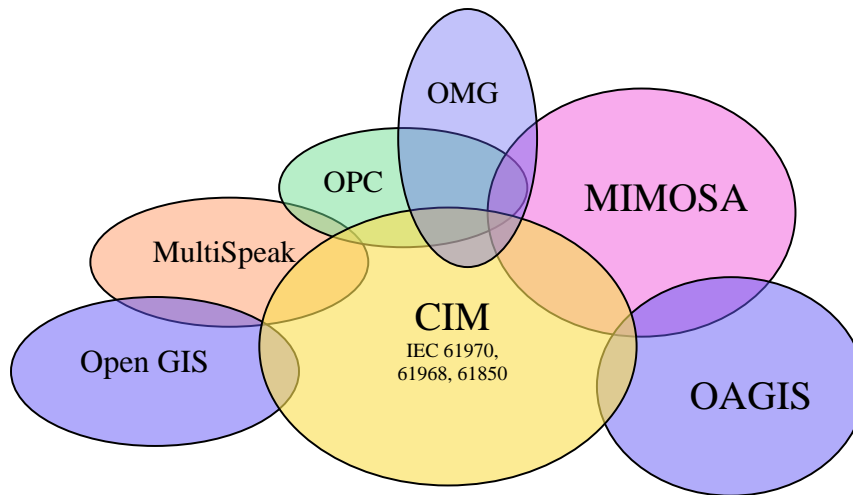 OMG
OPC
MIMOSA
MultiSpeak
CIM
IEC 61970,
61968, 61850
Open GIS
OAGIS